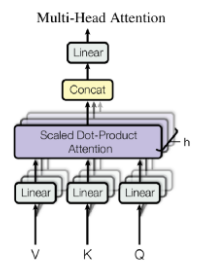 Multi-Head Attention
Linear
Concat
Scaled Dot-Product
Attention
h
Linear Linear Linear
V K Q